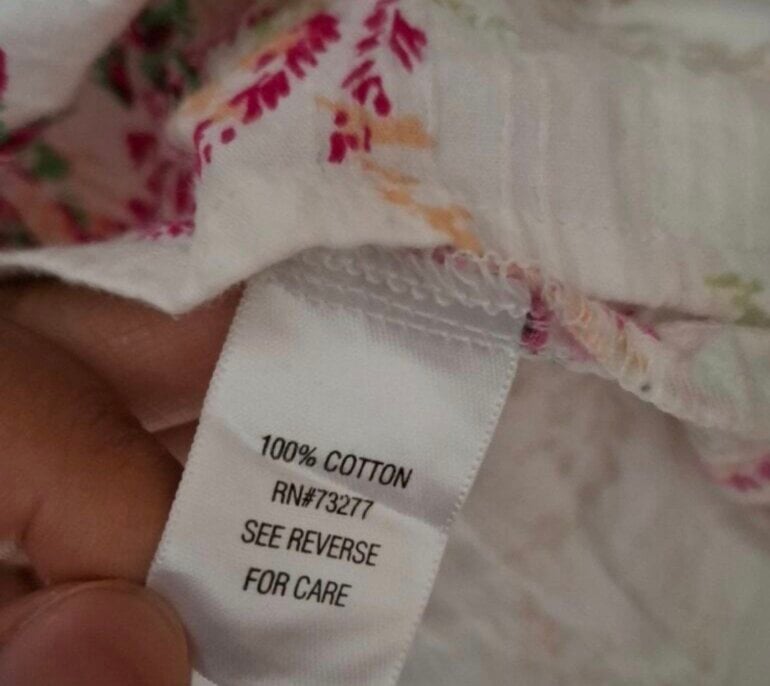 100% COTTON
RN#73277
SEE REVERSE
FOR CARE